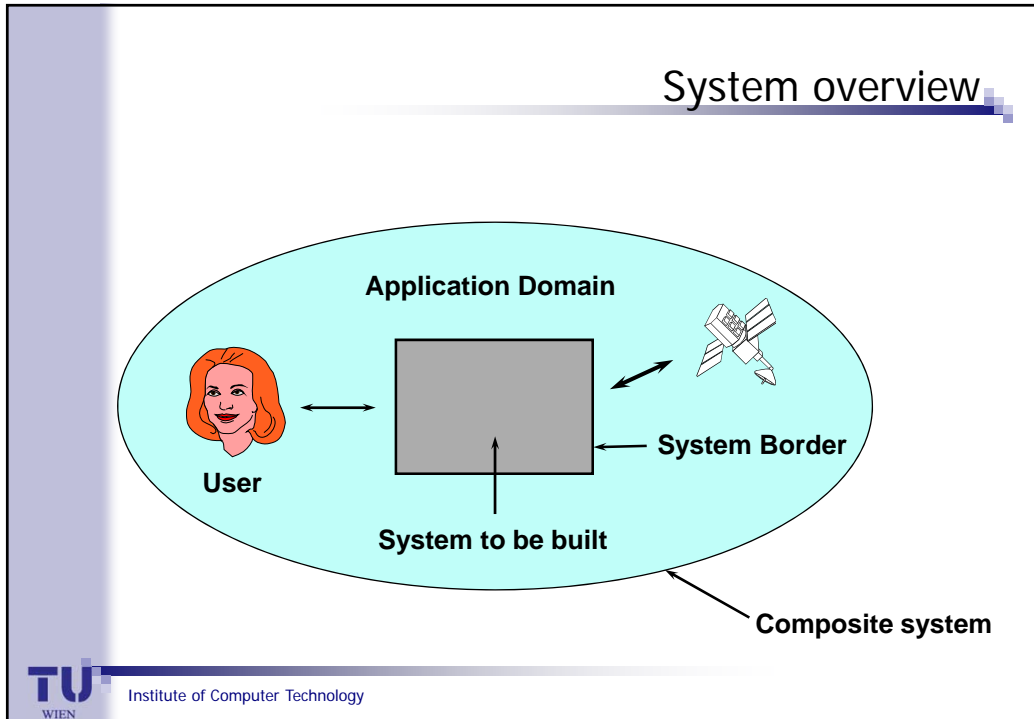 System overview
Application Domain
System Border
User
System to be built
Composite system
TU
WIEN
Institute of Computer Technology